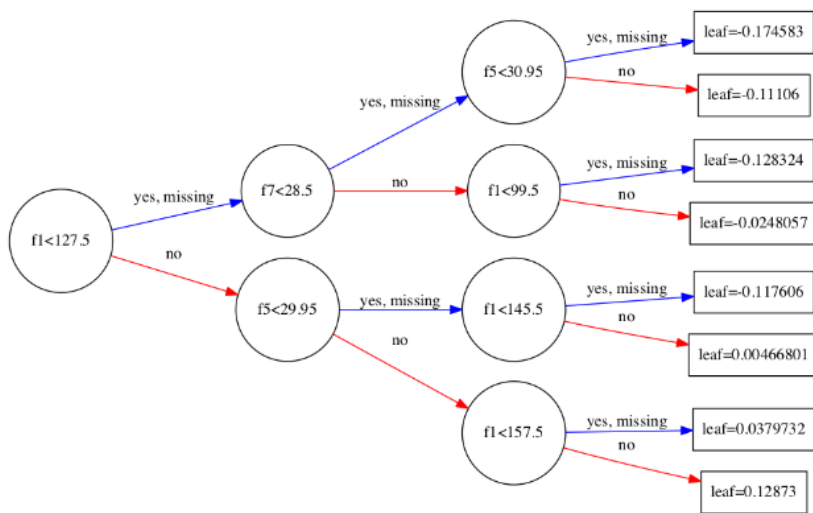 yes, missing
leaf=-0.174583
f5<30.95
no
leaf=-0.11106
yes, missing
yes, missing
leaf=-0.128324
f7<28.5
no
f1<99.5
yes, missing
no
leaf=-0.0248057
f1<127.5
no
yes, missing
leaf=-0.117606
f5<29.95
yes, missing
f1<145.5
no
no
leaf=0.00466801
yes, missing
leaf=0.0379732
f1<157.5
no
leaf=0.12873